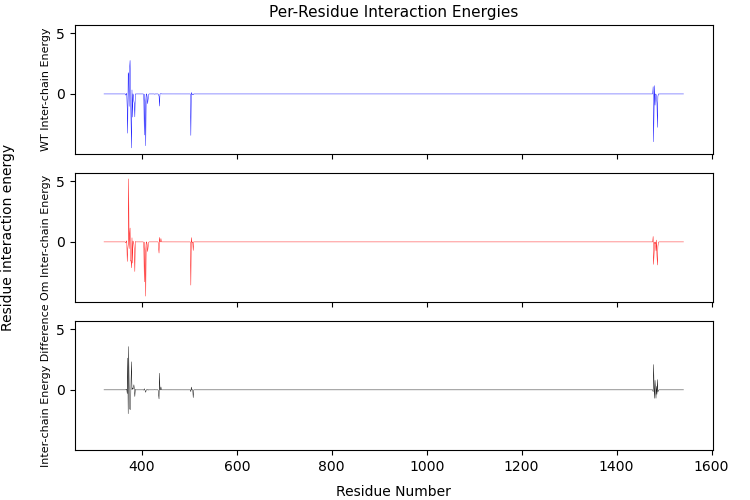 Per-Residue Interaction Energies
Residue interaction energy
WT Inter-chain Energy
5
0
Om Inter-chain Energy
5
0
Inter-chain Energy Difference
5
0
400 600 800 1000 1200 1400 1600
Residue Number